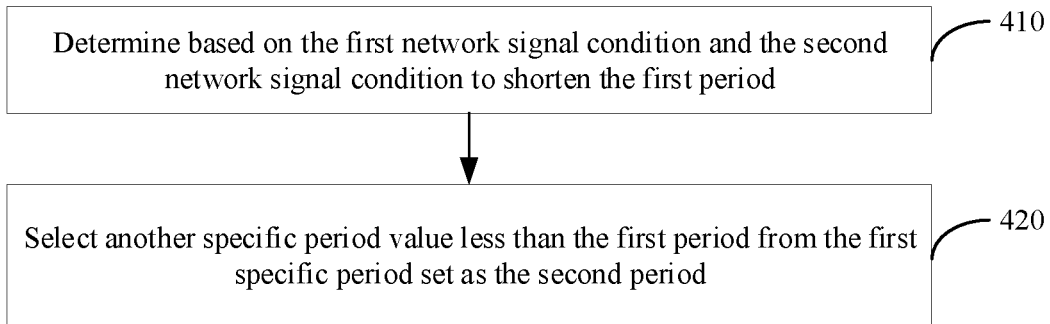 410
Determine based on the first network signal condition and the second
network signal condition to shorten the first period
420
Select another specific period value less than the first period from the first
specific period set as the second period